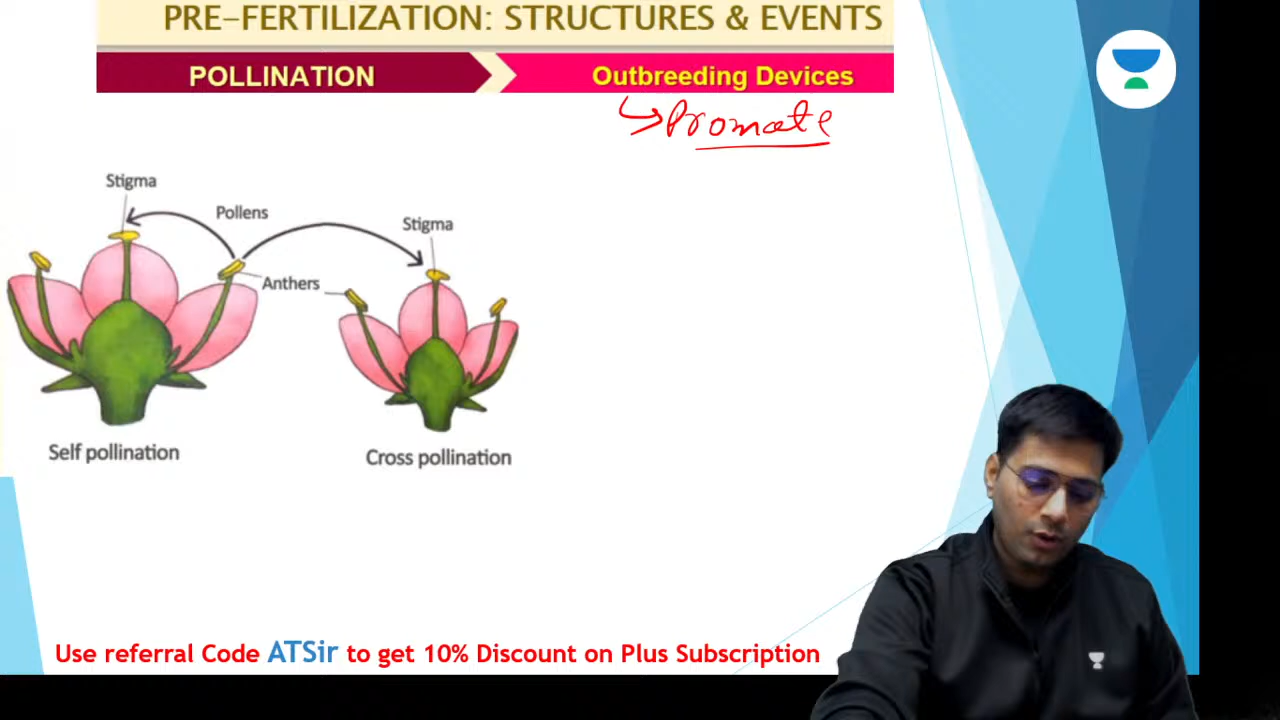 PRE-FERTILIZATION: STRUCTURES & EVENTS
POLLINATION
Outbreeding Devices
Promote
Stigma
Pollens
Stigma
Anthers
Self pollination
Cross pollination
Use referral Code ATSir to get 10% Discount on Plus Subscription